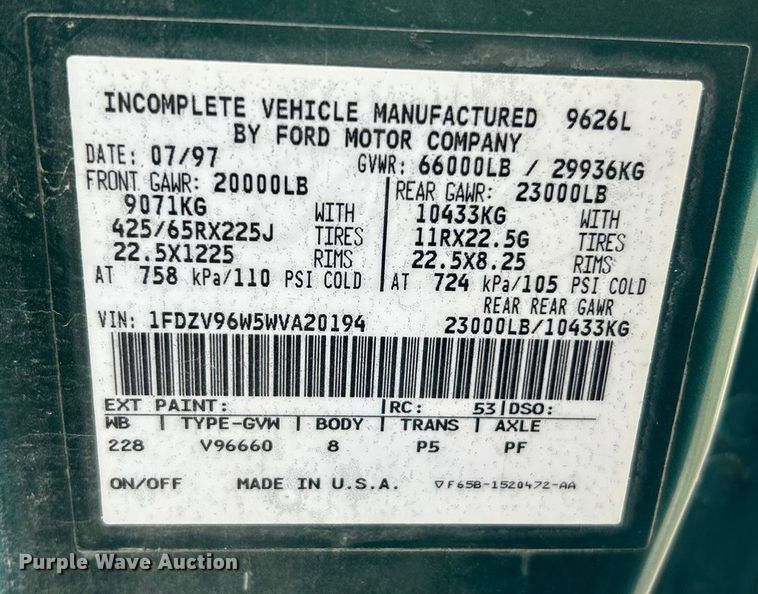 INCOMPLETE VEHICLE MANUFACTURED 9626L
BY FORD MOTOR COMPANY
DATE: 07/97 GVWR: 66000LB / 29936KG
FRONT GAWR: 20000LB REAR GAWR: 23000LB
9071KG WITH 10433KG WITH
425/65RX225J TIRES 11RX22.5G TIRES
22.5X1225 RIMS 22.5X8.25 RIMS
AT 758 kPa/110 PSI COLD AT 724 kPa/105 PSI COLD
REAR REAR GAWR
VIN: 1FDZV96W5WVA20194 23000LB/10433KG
EXT PAINT: RC: 53 DSO:
WB TYPE-GVW BODY TRANS AXLE
228 V96660 8 P5 PF
ON/OFF MADE IN U.S.A. ▽F65B-1520472-AA
Purple Wave Auction